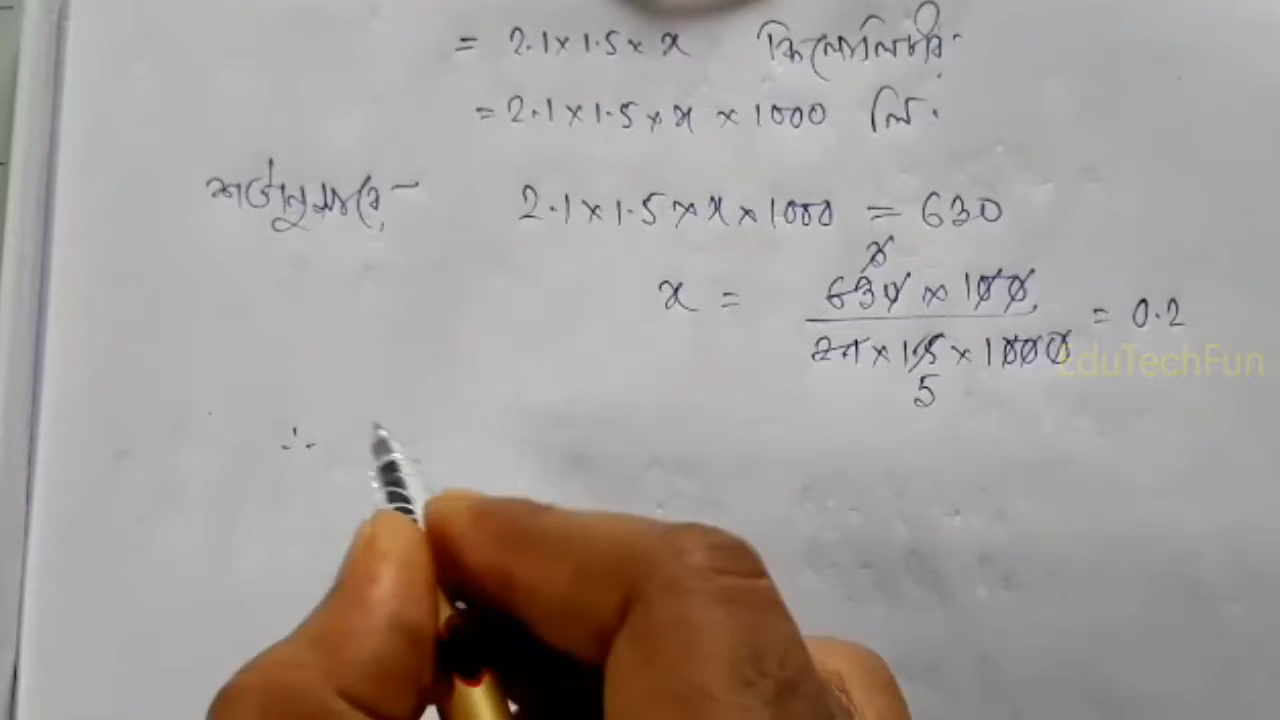 = 2.1 × 1.5 × x কিলোলিটার
= 2.1 × 1.5 × x × 1000 লি.
শর্তানুসারে- 2.1 × 1.5 × x × 1000 = 630
x = 630 × 100 / 21 × 15 × 1000 = 0.2
5
∴
EduTechFun